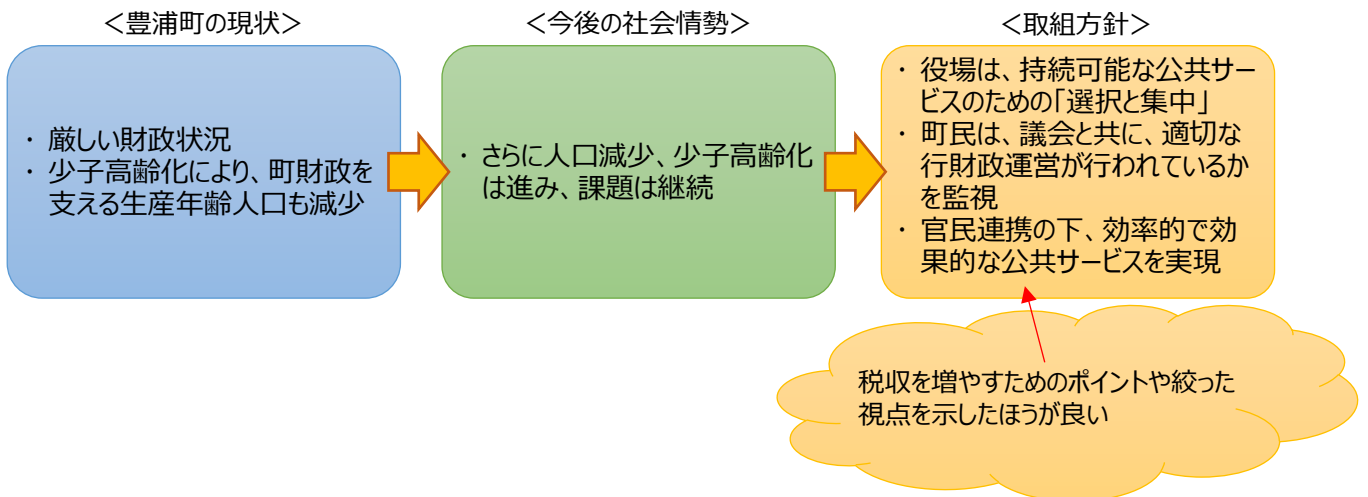 ＜豊浦町の現状＞
・ 厳しい財政状況
・ 少子高齢化により、町財政を
支える生産年齢人口も減少
＜今後の社会情勢＞
・ さらに人口減少、少子高齢化
は進み、課題は継続
＜取組方針＞
・ 役場は、持続可能な公共サー
ビスのための「選択と集中」
・ 町民は、議会と共に、適切な
行財政運営が行われているか
を監視
・ 官民連携の下、効率的で効
果的な公共サービスを実現
税収を増やすためのポイントや絞った
視点を示したほうが良い